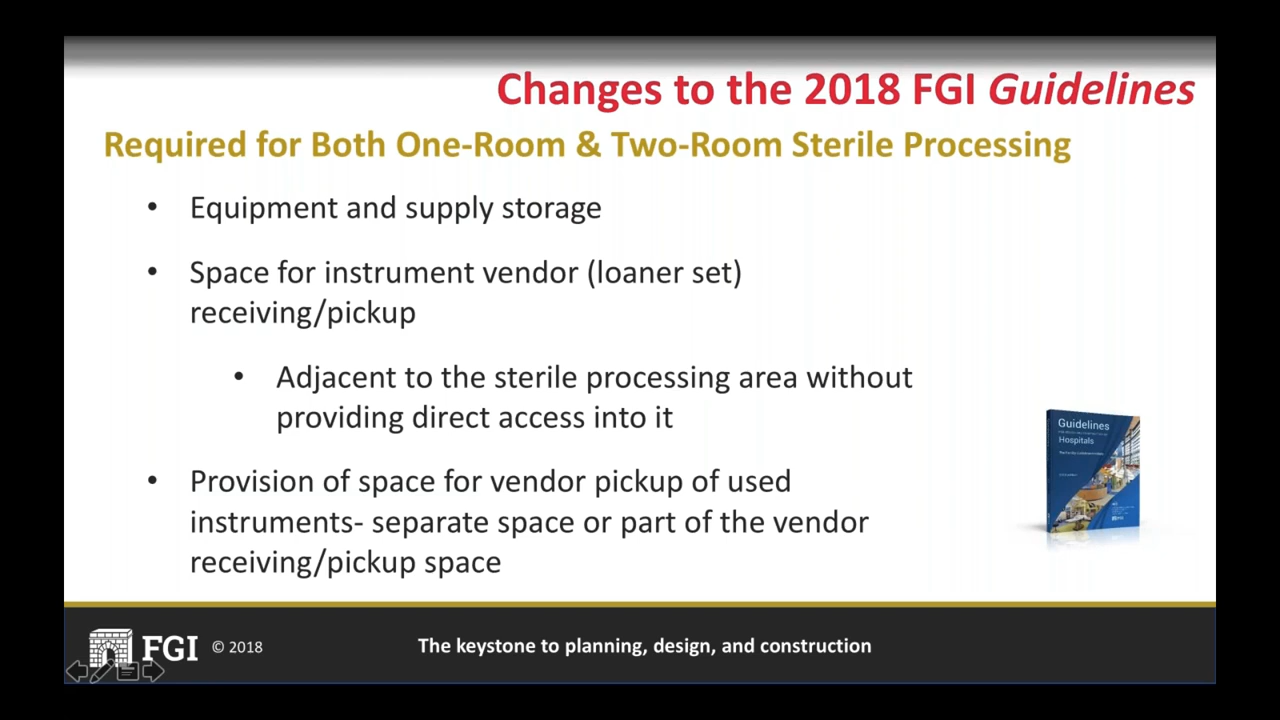 Changes to the 2018 FGI Guidelines
Required for Both One-Room & Two-Room Sterile Processing
• Equipment and supply storage
• Space for instrument vendor (loaner set)
receiving/pickup
• Adjacent to the sterile processing area without
providing direct access into it
• Provision of space for vendor pickup of used
instruments- separate space or part of the vendor
receiving/pickup space
Guidelines
Hospitals
FGI
FGI © 2018
The keystone to planning, design, and construction